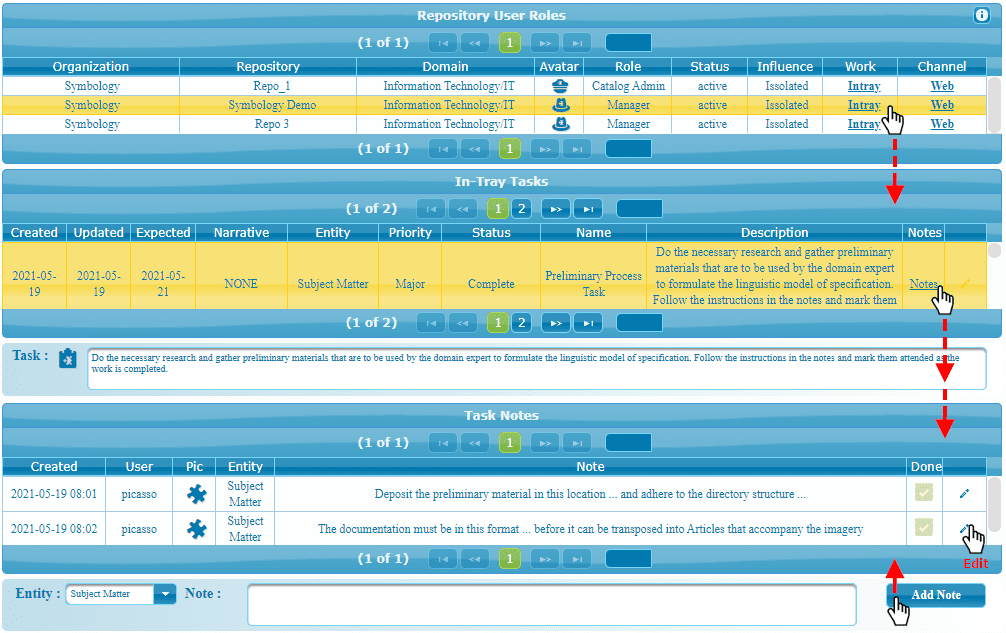 Repository User Roles
(1 of 1) 1
Organization Repository Domain Avatar Role Status Influence Work Channel
Symbology Repo_1 Information Technology/IT Catalog Admin active Issolated Intray Web
Symbology Symbology Demo Information Technology/IT Manager active Issolated Intray Web
Symbology Repo 3 Information Technology/IT Manager active Issolated Intray Web
(1 of 1) 1
In-Tray Tasks
(1 of 2) 1 2
Created Updated Expected Narrative Entity Priority Status Name Description Notes
2021-05-19 2021-05-19 2021-05-21 NONE Subject Matter Major Complete Preliminary Process Task
Do the necessary research and gather preliminary
materials that are to be used by the domain expert
to formulate the linguistic model of specification.
Follow the instructions in the notes and mark them
Notes
(1 of 2) 1 2
Task :
Do the necessary research and gather preliminary materials that are to be used by the domain expert to formulate the linguistic model of specification. Follow the instructions in the notes and mark them attended as the
work is completed.
Task Notes
(1 of 1) 1
Created User Pic Entity Note Done
2021-05-19 08:01 picasso Subject Matter Deposit the preliminary material in this location ... and adhere to the directory structure ...
2021-05-19 08:02 picasso Subject Matter The documentation must be in this format ... before it can be transposed into Articles that accompany the imagery
(1 of 1) 1
Edit
Entity : Subject Matter Note : Add Note